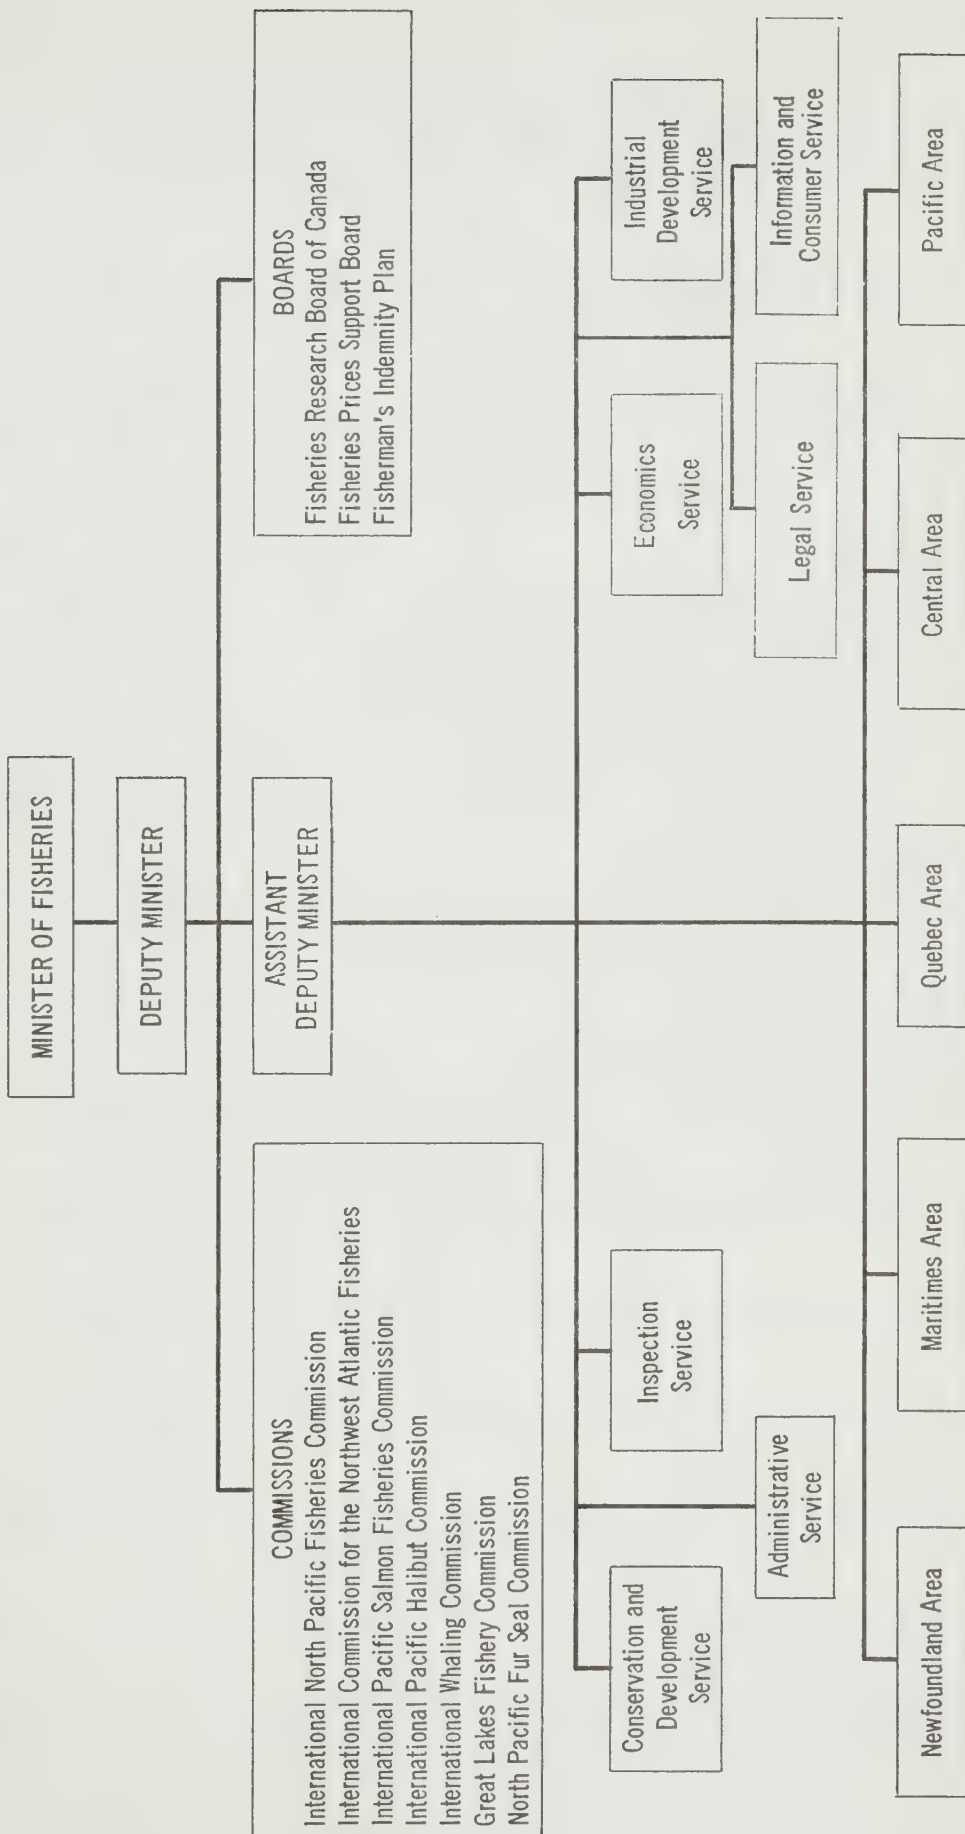 MINISTER OF FISHERIES
DEPUTY MINISTER
COMMISSIONS
International North Pacific Fisheries Commission
International Commission for the Northwest Atlantic Fisheries
International Pacific Salmon Fisheries Commission
International Pacific Halibut Commission
International Whaling Commission
Great Lakes Fishery Commission
North Pacific Fur Seal Commission
ASSISTANT
DEPUTY MINISTER
BOARDS
Fisheries Research Board of Canada
Fisheries Prices Support Board
Fisherman's Indemnity Plan
Conservation and
Development
Service
Inspection
Service
Economics
Service
Industrial
Development
Service
Administrative
Service
Legal Service
Information and
Consumer Service
Newfoundland Area
Maritimes Area
Quebec Area
Central Area
Pacific Area